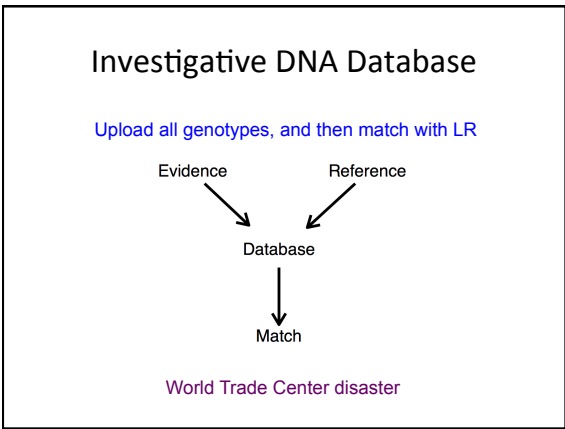 Investigative DNA Database
Upload all genotypes, and then match with LR
Evidence Reference
Database
Match
World Trade Center disaster